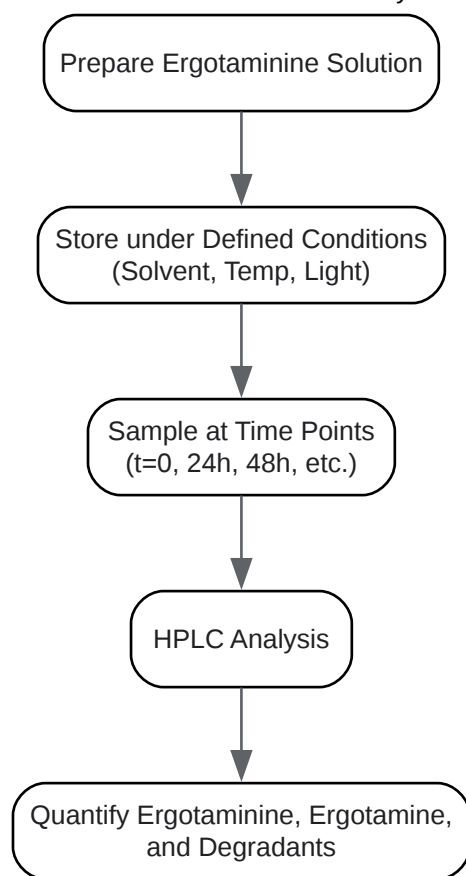 Prepare Ergotaminine Solution
Store under Defined Conditions
(Solvent, Temp, Light)
Sample at Time Points
(t=0, 24h, 48h, etc.)
HPLC Analysis
Quantify Ergotaminine, Ergotamine,
and Degradants